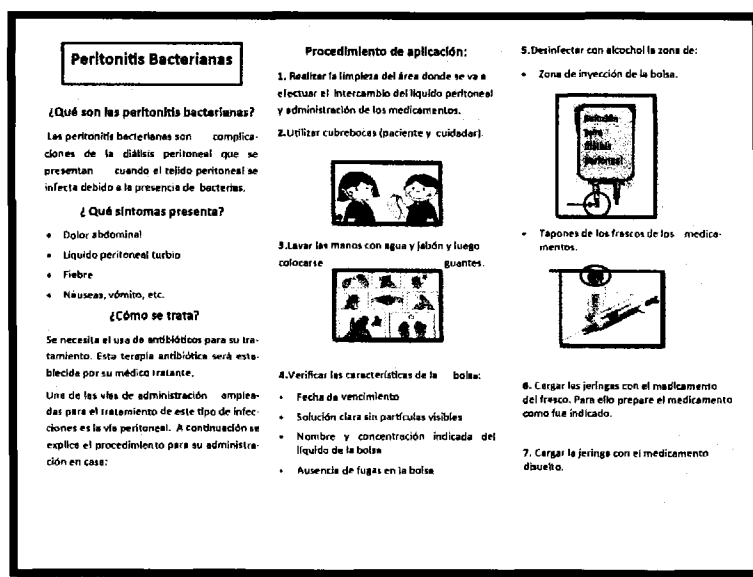 Peritonitis Bacterianas
¿Qué son las peritonitis bacterianas?
Las peritonitis bacterianas son complica-
ciones de la diálisis peritoneal que se
presentan cuando el tejido peritoneal se
infecta debido a la presencia de bacterias.
¿ Qué síntomas presenta?
• Dolor abdominal
• Líquido peritoneal turbio
• Fiebre
• Náuseas, vómito, etc.
¿Cómo se trata?
Se necesita el uso de antibióticos para su tra-
tamiento. Esta terapia antibiótica será esta-
blecida por su médico tratante.
Una de las vías de administración amplea-
das para el tratamiento de este tipo de infec-
ciones es la vía peritoneal. A continuación se
explica el procedimiento para su administra-
ción en casa:
Procedimiento de aplicación:
1. Realizar la limpieza del área donde se va a
efectuar el intercambio del líquido peritoneal
y administración de los medicamentos.
2.Utilizar cubrebocas (paciente y cuidador).
3.Lavar las manos con agua y jabón y luego
colocarse guantes.
4.Verificar las características de la bolsa:
• Fecha de vencimiento
• Solución clara sin partículas visibles
• Nombre y concentración indicada del
líquido de la bolsa
• Ausencia de fugas en la bolsa
5.Desinfectar con alcochol la zona de:
• Zona de inyección de la bolsa.
Solución
para
diálisis
peritoneal
• Tapones de los frascos de los medica-
mentos.
6. Cargar las jeringas con el medicamento
del frasco. Para ello prepare el medicamento
como fue indicado.
7. Cargar la jeringa con el medicamento
disuelto.